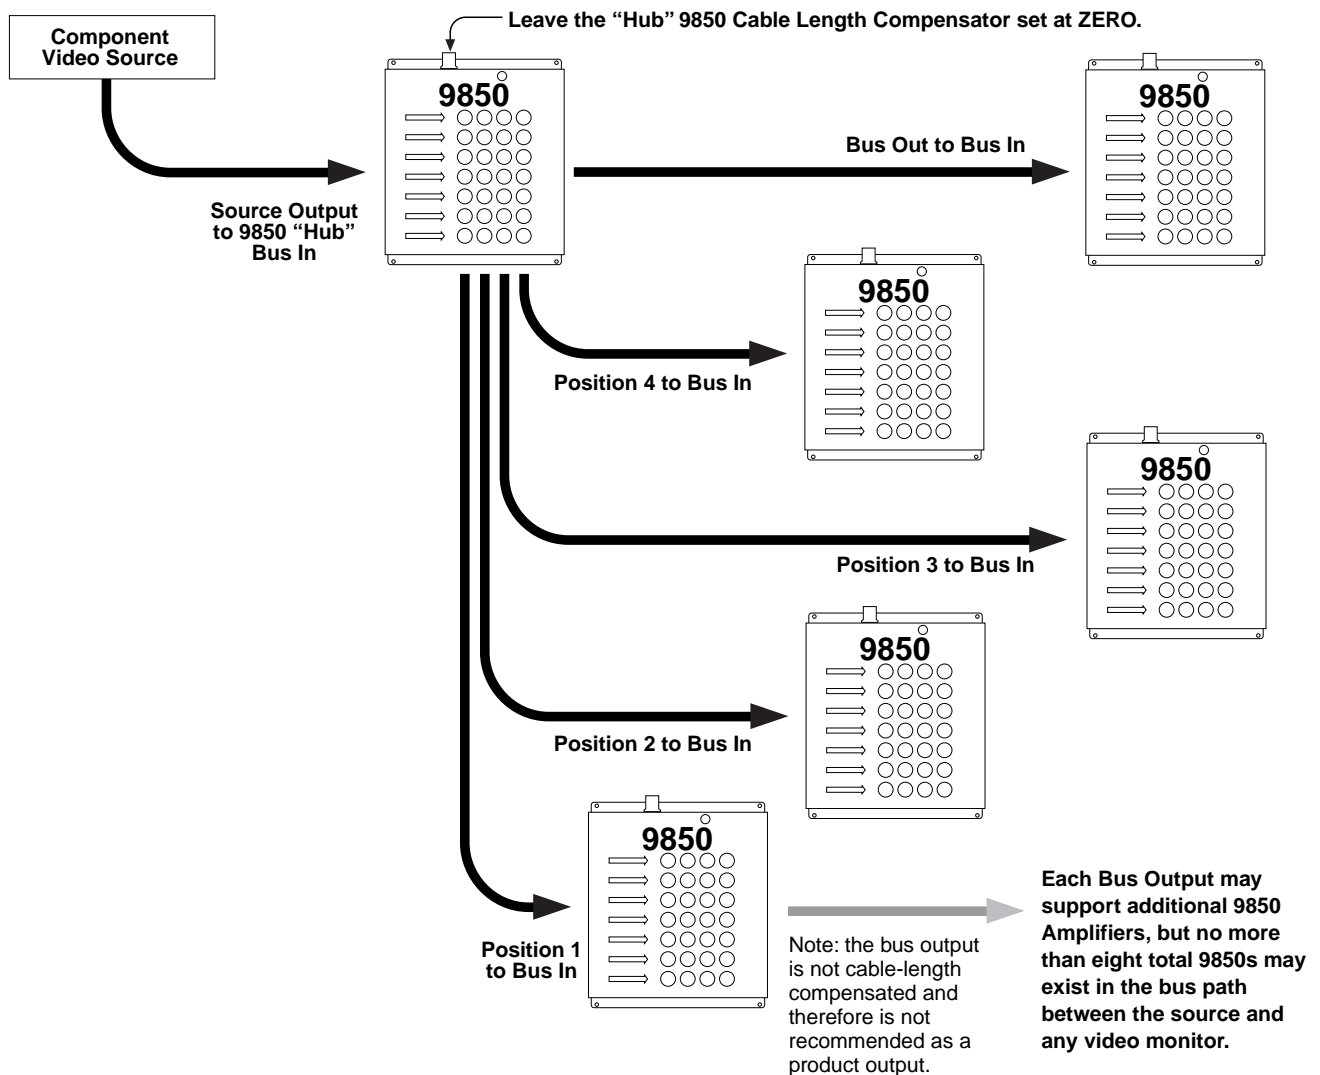 Leave the “Hub” 9850 Cable Length Compensator set at ZERO.
Component
Video Source
9850
9850
Bus Out to Bus In
Source Output
to 9850 “Hub”
Bus In
9850
Position 4 to Bus In
9850
Position 3 to Bus In
9850
Position 2 to Bus In
9850
Position 1
to Bus In
Note: the bus output
is not cable-length
compensated and
therefore is not
recommended as a
product output.
Each Bus Output may
support additional 9850
Amplifiers, but no more
than eight total 9850s may
exist in the bus path
between the source and
any video monitor.